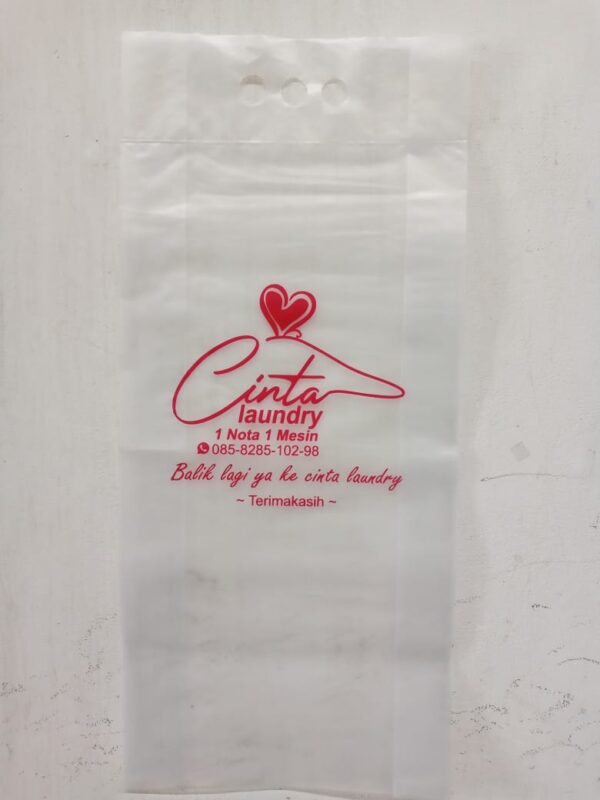 Cinta
laundry
1 Nota 1 Mesin
085-8285-102-98
Balik lagi ya ke cinta laundry
~ Terimakasih ~